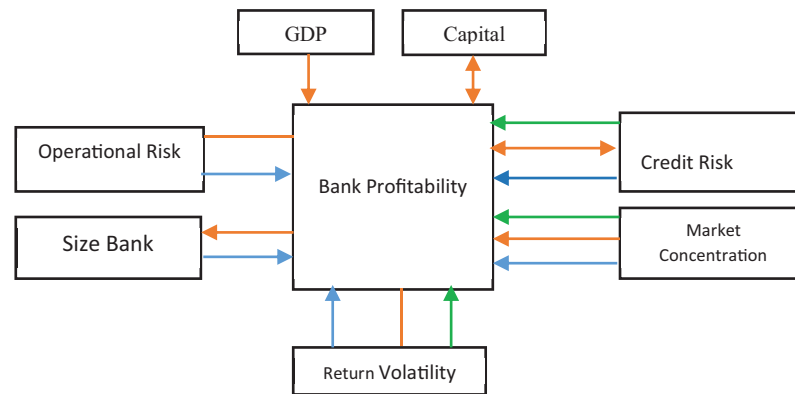 GDP
Capital
Operational Risk
Bank Profitability
Credit Risk
Size Bank
Market
Concentration
Return Volatility